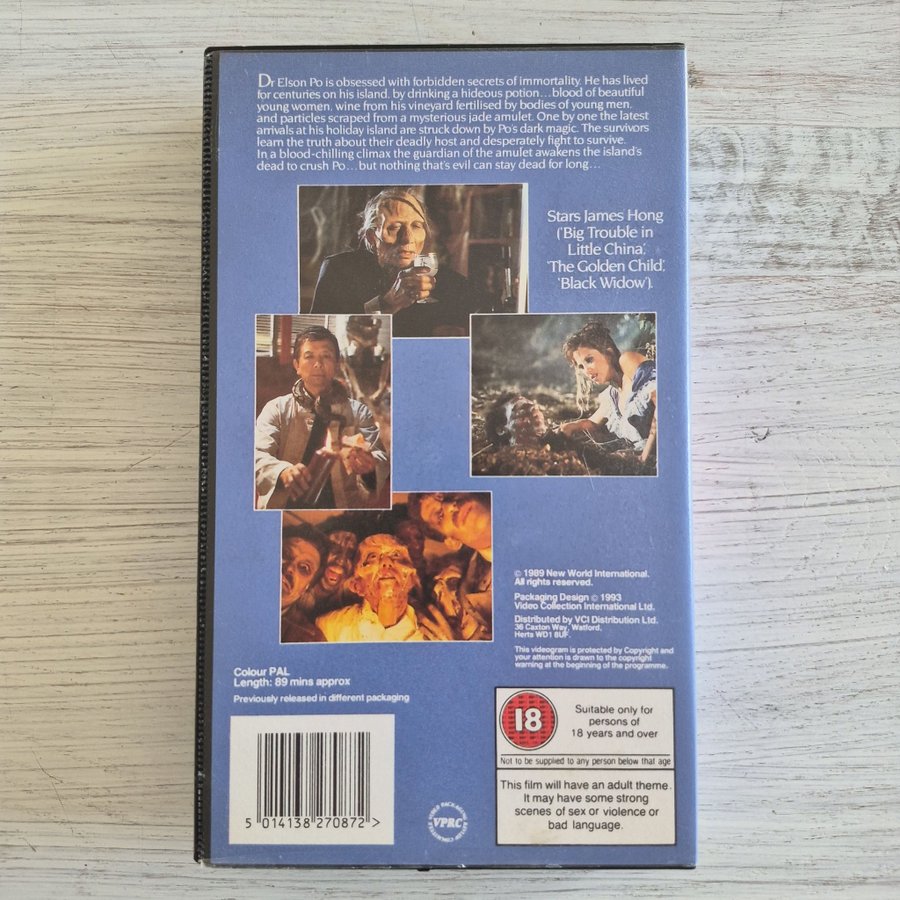 Dr Elson Po is obsessed with forbidden secrets of immortality. He has lived
for centuries on his island, by drinking a hideous potion...blood of beautiful
young women, wine from his vineyard fertilised by bodies of young men,
and particles scraped from a mysterious jade amulet. One by one the latest
arrivals at his holiday island are struck down by Po's dark magic. The survivors
learn the truth about their deadly host and desperately fight to survive.
In a blood-chilling climax the guardian of the amulet awakens the island's
dead to crush Po...but nothing that's evil can stay dead for long...
Stars James Hong
('Big Trouble in
Little China',
'The Golden Child',
'Black Widow').
© 1989 New World International.
All rights reserved.
Packaging Design © 1993
Video Collection International Ltd.
Distributed by VCI Distribution Ltd.
36 Caxton Way, Watford,
Herts WD1 8UF.
This videogram is protected by Copyright and
your attention is drawn to the copyright
warning at the beginning of the programme.
Colour PAL
Length: 89 mins approx
Previously released in different packaging
5 014138 270872 >
VIDEO PACKAGING REVIEW COMMITTEE
VPRC
18
Suitable only for
persons of
18 years and over
Not to be supplied to any person below that age
This film will have an adult theme.
It may have some strong
scenes of sex or violence or
bad language.